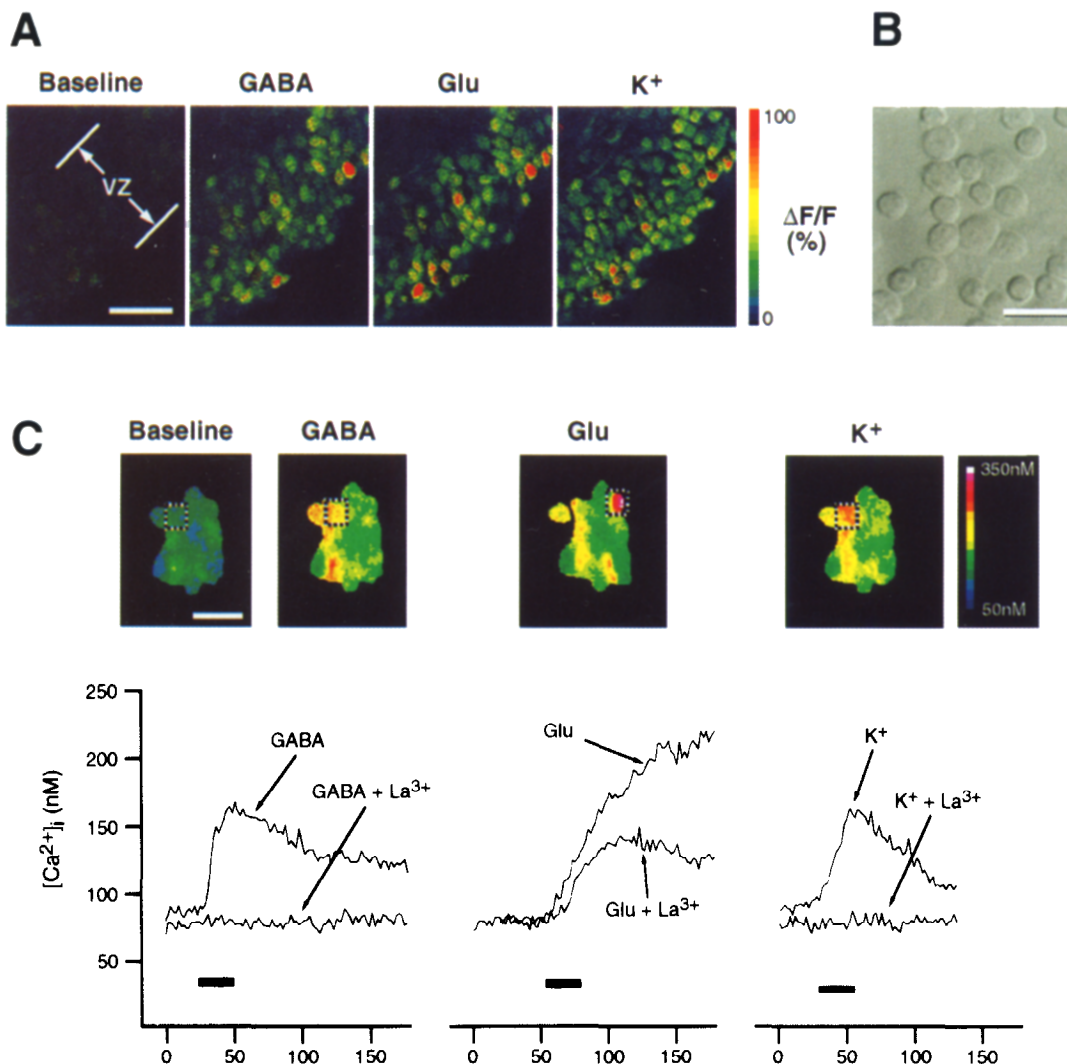 A
B
Baseline GABA Glu K⁺
VZ
100
ΔF/F
(%)
0
C
Baseline GABA Glu K⁺
350nM
50nM
[Ca²⁺]i (nM)
250
200
150
100
50
GABA
GABA + La³⁺
Glu
Glu + La³⁺
K⁺
K⁺ + La³⁺
0 50 100 150 0 50 100 150 0 50 100 150